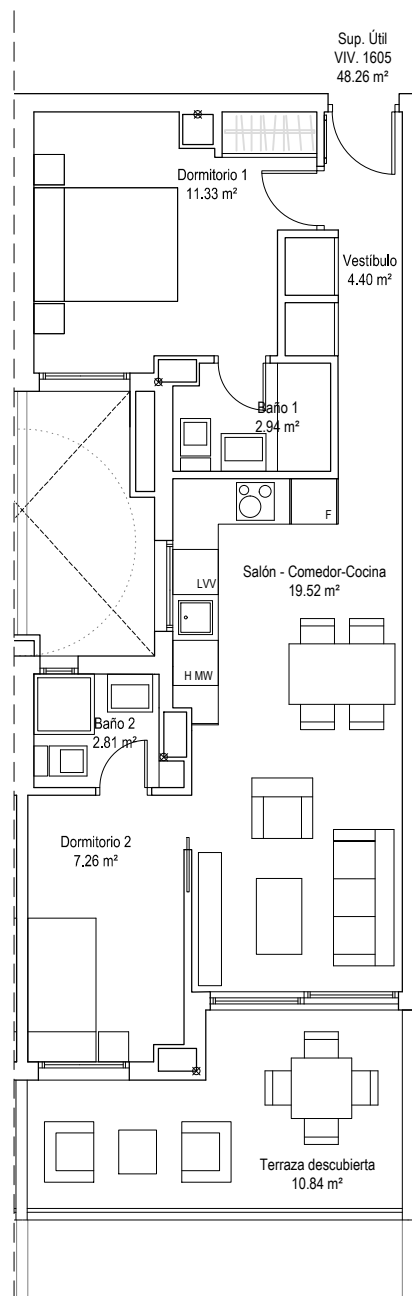 Sup. Útil
VIV. 1605
48.26 m²
Dormitorio 1
11.33 m²
Vestíbulo
4.40 m²
Baño 1
2.94 m²
F
LVV
Salón - Comedor-Cocina
19.52 m²
H MW
Baño 2
2.81 m²
Dormitorio 2
7.26 m²
Terraza descubierta
10.84 m²